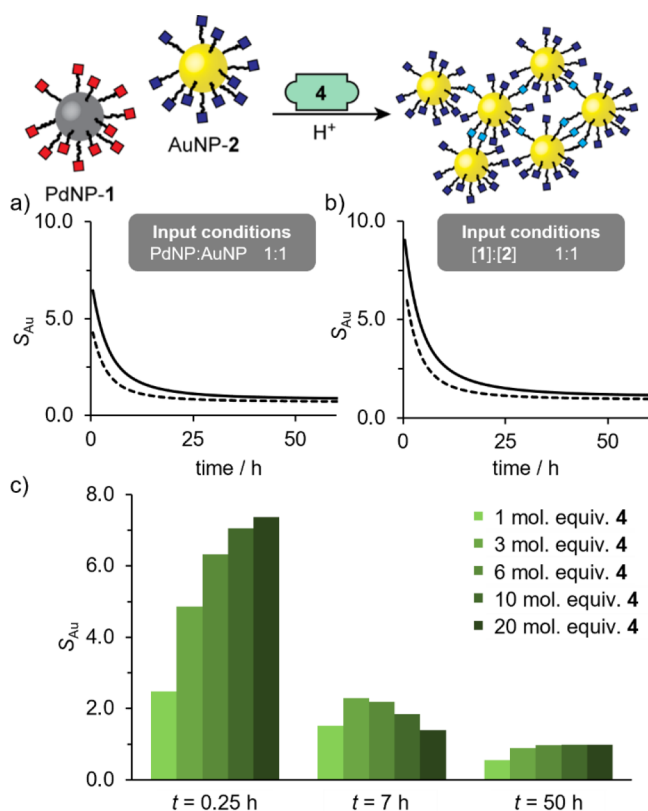 4
H⁺
AuNP-2
PdNP-1
a)
10.0
5.0
0.0
S_Au
Input conditions
PdNP:AuNP 1:1
0
25
50
time / h
b)
10.0
5.0
0.0
S_Au
Input conditions
[1]:[2] 1:1
0
25
50
time / h
c)
8.0
6.0
4.0
2.0
0.0
S_Au
1 mol. equiv. 4
3 mol. equiv. 4
6 mol. equiv. 4
10 mol. equiv. 4
20 mol. equiv. 4
t = 0.25 h
t = 7 h
t = 50 h